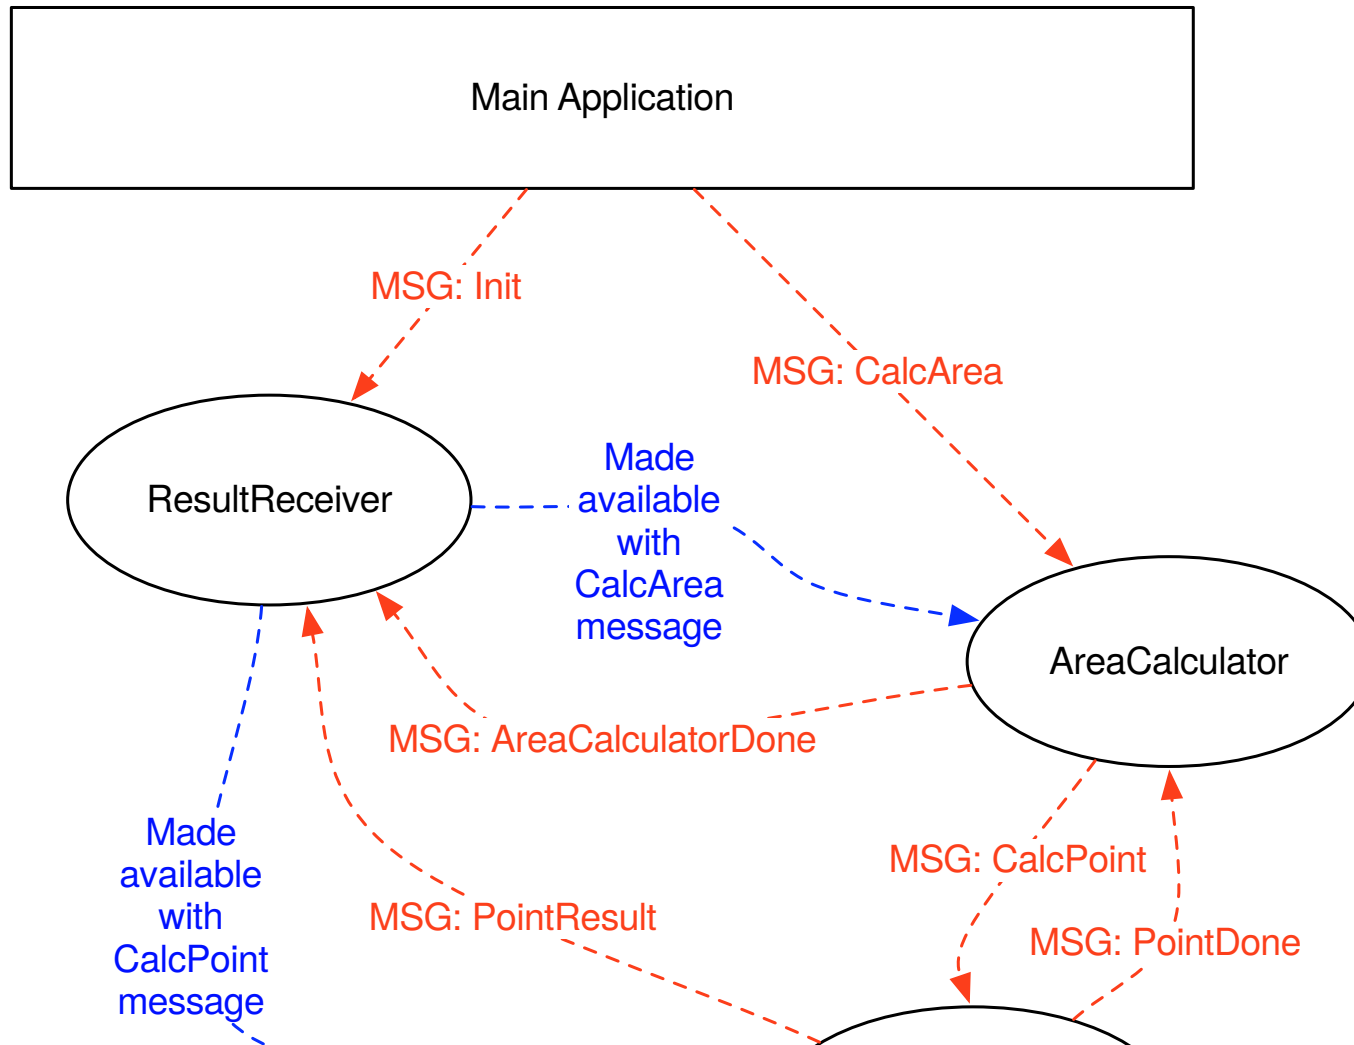 Main Application
MSG: Init
MSG: CalcArea
Made
available
with
CalcArea
message
ResultReceiver
AreaCalculator
MSG: AreaCalculatorDone
Made
available
with
CalcPoint
message
MSG: CalcPoint
MSG: PointResult
MSG: PointDone